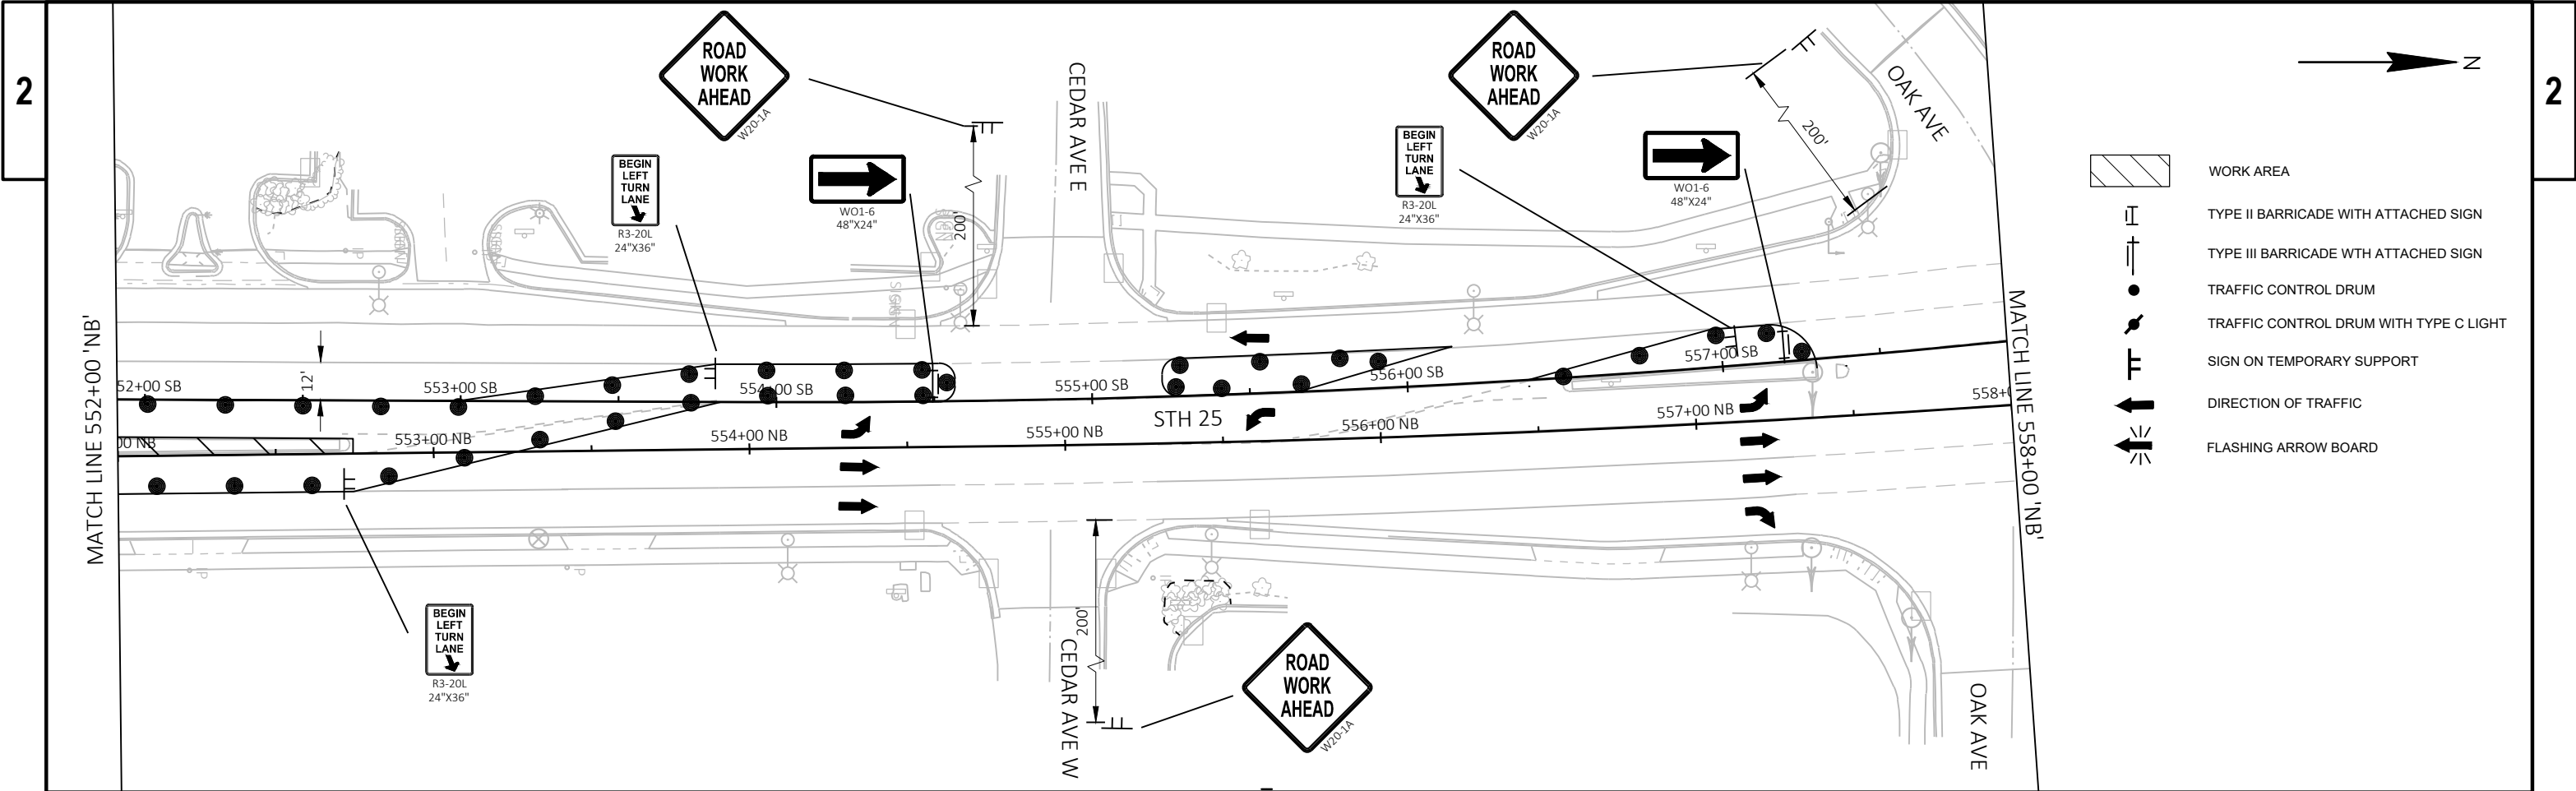 2
2
ROAD
WORK
AHEAD
W20-1A
ROAD
WORK
AHEAD
W20-1A
CEDAR AVE E
OAK AVE
N
BEGIN
LEFT
TURN
LANE
R3-20L
24"X36"
WO1-6
48"X24"
200'
BEGIN
LEFT
TURN
LANE
R3-20L
24"X36"
WO1-6
48"X24"
200'
WORK AREA
TYPE II BARRICADE WITH ATTACHED SIGN
TYPE III BARRICADE WTH ATTACHED SIGN
TRAFFIC CONTROL DRUM
TRAFFIC CONTROL DRUM WITH TYPE C LIGHT
SIGN ON TEMPORARY SUPPORT
DIRECTION OF TRAFFIC
FLASHING ARROW BOARD
SIGN
MATCH LINE 552+00 'NB'
MATCH LINE 558+00 'NB'
12'
52+00 SB
553+00 SB
554+00 SB
555+00 SB
556+00 SB
557+00 SB
STH 25
00 NB
553+00 NB
554+00 NB
555+00 NB
556+00 NB
557+00 NB
558+0
BEGIN
LEFT
TURN
LANE
R3-20L
24"X36"
200'
CEDAR AVE W
ROAD
WORK
AHEAD
W20-1A
OAK AVE